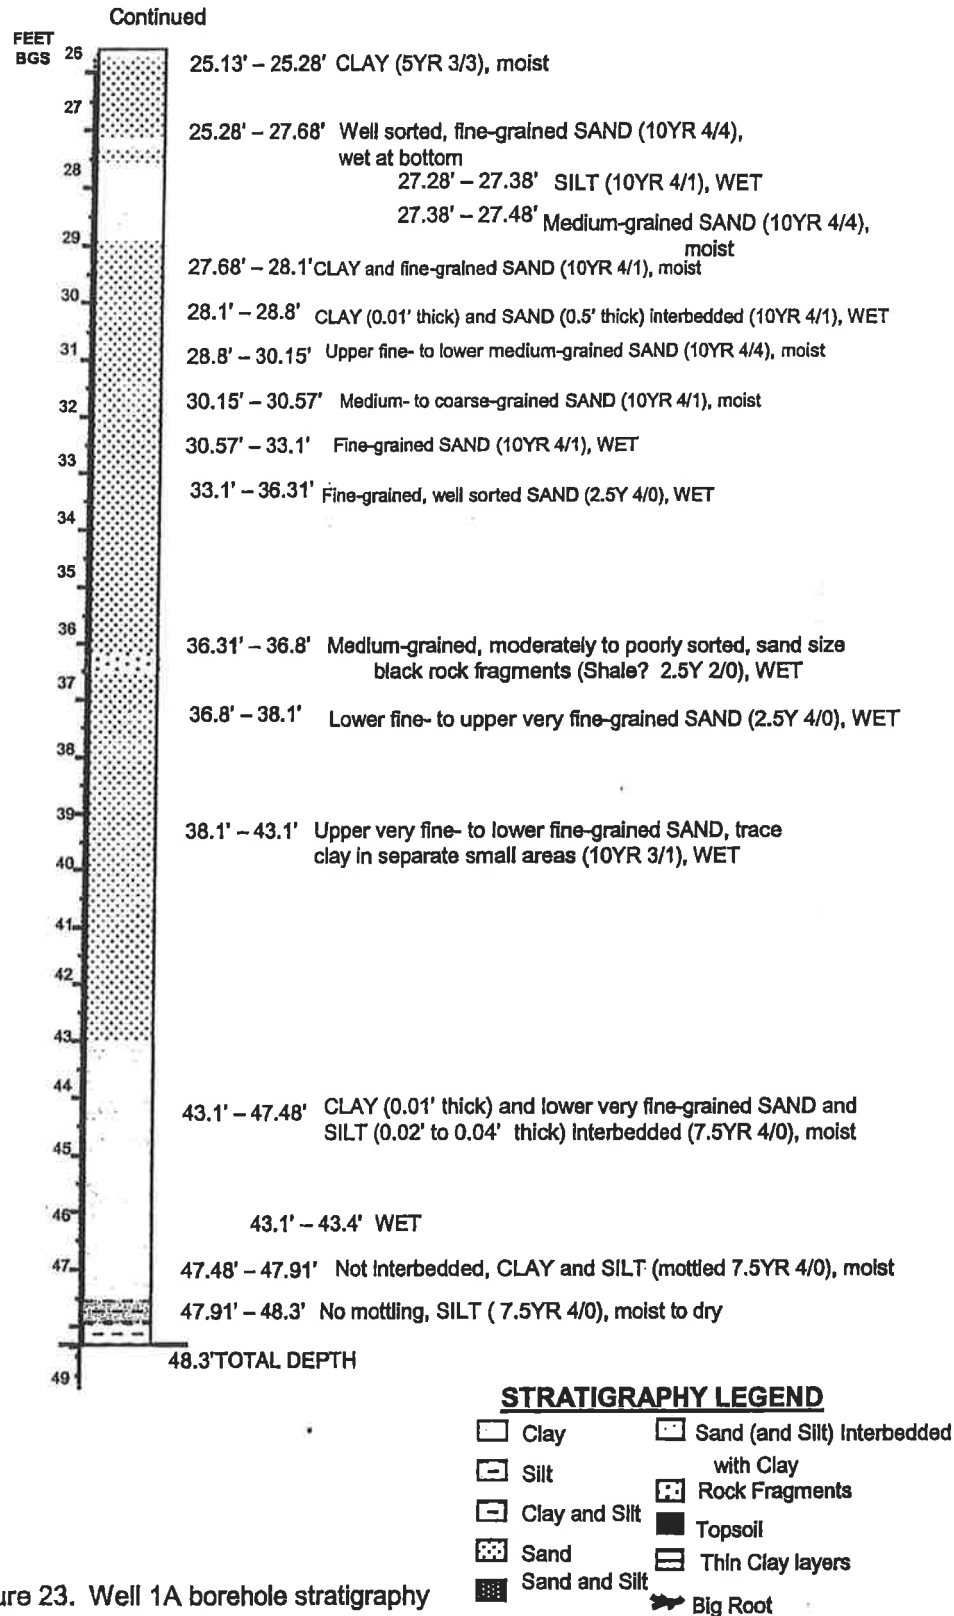 Continued
FEET
BGS
26
25.13' – 25.28' CLAY (5YR 3/3), moist
27
25.28' – 27.68' Well sorted, fine-grained SAND (10YR 4/4),
wet at bottom
28
27.28' – 27.38' SILT (10YR 4/1), WET
27.38' – 27.48' Medium-grained SAND (10YR 4/4),
moist
29
27.68' – 28.1' CLAY and fine-grained SAND (10YR 4/1), moist
30
28.1' – 28.8' CLAY (0.01' thick) and SAND (0.5' thick) interbedded (10YR 4/1), WET
31
28.8' – 30.15' Upper fine- to lower medium-grained SAND (10YR 4/4), moist
32
30.15' – 30.57' Medium- to coarse-grained SAND (10YR 4/1), moist
30.57' – 33.1' Fine-grained SAND (10YR 4/1), WET
33
33.1' – 36.31' Fine-grained, well sorted SAND (2.5Y 4/0), WET
34
35
36
36.31' – 36.8' Medium-grained, moderately to poorly sorted, sand size
black rock fragments (Shale? 2.5Y 2/0), WET
37
36.8' – 38.1' Lower fine- to upper very fine-grained SAND (2.5Y 4/0), WET
38
39
38.1' – 43.1' Upper very fine- to lower fine-grained SAND, trace
clay in separate small areas (10YR 3/1), WET
40
41
42
43
44
43.1' – 47.48' CLAY (0.01' thick) and lower very fine-grained SAND and
SILT (0.02' to 0.04' thick) Interbedded (7.5YR 4/0), moist
45
46
43.1' – 43.4' WET
47
47.48' – 47.91' Not Interbedded, CLAY and SILT (mottled 7.5YR 4/0), moist
47.91' – 48.3' No mottling, SILT ( 7.5YR 4/0), moist to dry
48.3'TOTAL DEPTH
49
STRATIGRAPHY LEGEND
Clay
Silt
Clay and Silt
Sand
Sand and Silt
Sand (and Silt) Interbedded
with Clay
Rock Fragments
Topsoil
Thin Clay layers
Big Root
ure 23. Well 1A borehole stratigraphy